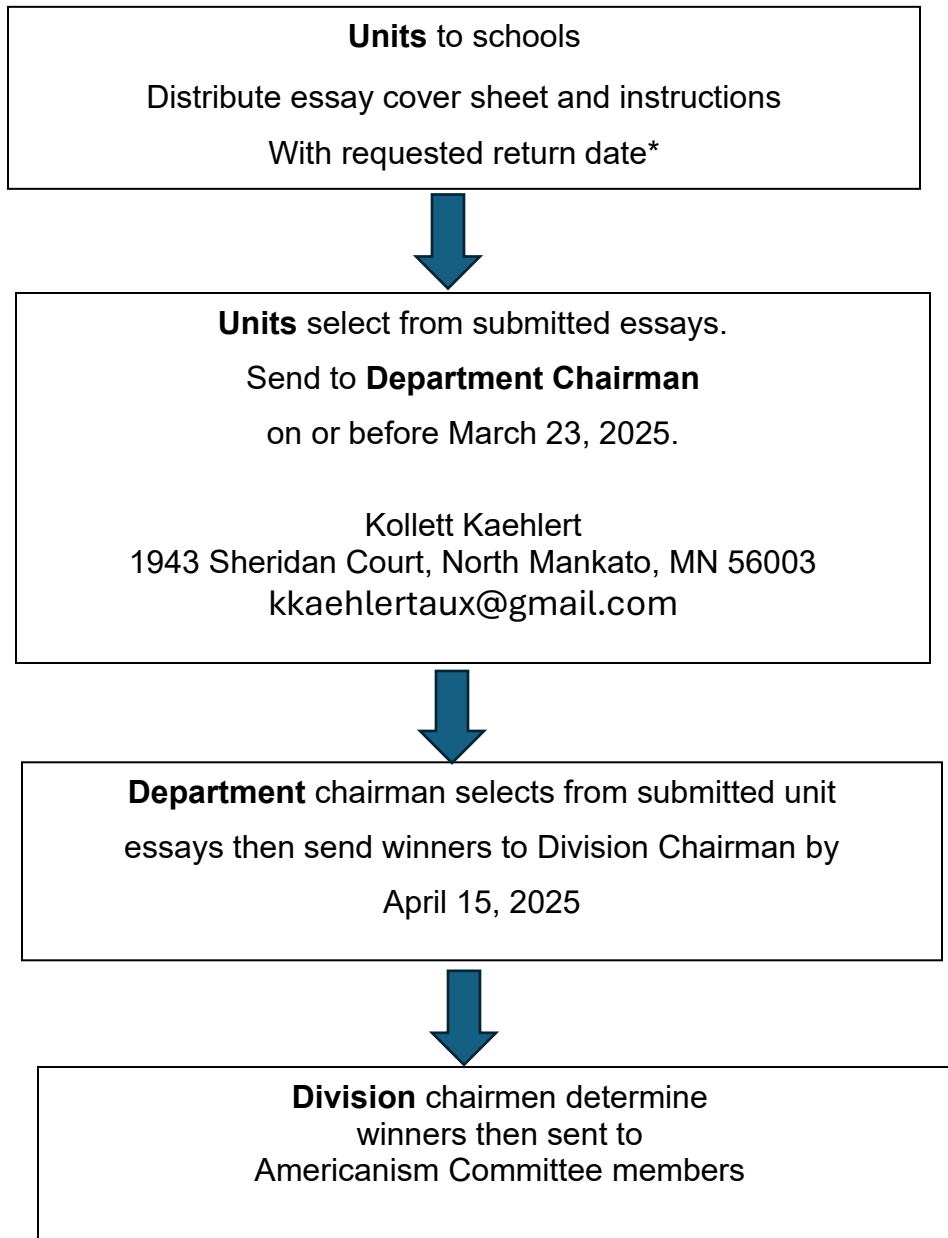 Units to schools
Distribute essay cover sheet and instructions
With requested return date*
Units select from submitted essays.
Send to Department Chairman
on or before March 23, 2025.
Kollett Kaehlert
1943 Sheridan Court, North Mankato, MN 56003
kkaehlertaux@gmail.com
Department chairman selects from submitted unit
essays then send winners to Division Chairman by
April 15, 2025
Division chairmen determine
winners then sent to
Americanism Committee members